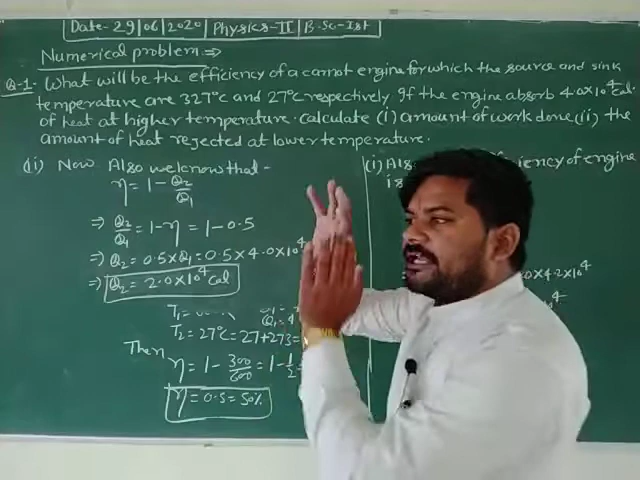 Date-29/06/2020 Physics-II B.Sc-Ist
Numerical problem ⇒
Q-1- What will be the efficiency of a carnot engine for which the source and sink
temperature are 327°C and 27°C respectively. If the engine absorb 4.0×10⁴ Cal
of heat at higher temperature. calculate (i) amount of work done (ii) the
amount of heat rejected at lower temperature.
(ii) Now Also we know that -
η = 1 - Q₂/Q₁
⇒ Q₂/Q₁ = 1-η = 1-0.5
⇒ Q₂ = 0.5×Q₁ = 0.5×4.0×10⁴
⇒ Q₂ = 2.0×10⁴ Cal
T₁ =
T₂ = 27°C = 27+273 =
Then η = 1 - 300/600 = 1 - 1/2 =
η = 0.5 = 50%
(i) Als iency of engine
is
0×4.2×10⁴